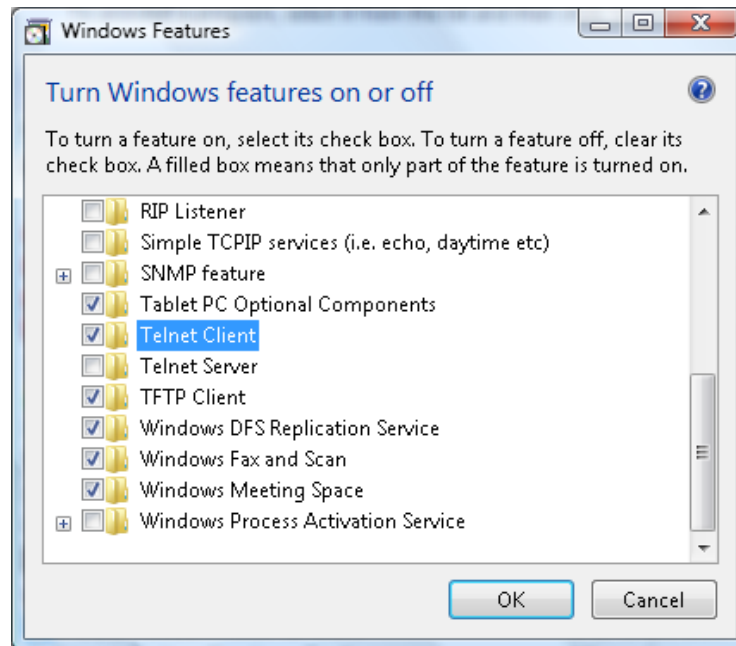 Windows Features
Turn Windows features on or off
To turn a feature on, select its check box. To turn a feature off, clear its
check box. A filled box means that only part of the feature is turned on.
RIP Listener
Simple TCPIP services (i.e. echo, daytime etc)
SNMP feature
Tablet PC Optional Components
Telnet Client
Telnet Server
TFTP Client
Windows DFS Replication Service
Windows Fax and Scan
Windows Meeting Space
Windows Process Activation Service
OK Cancel